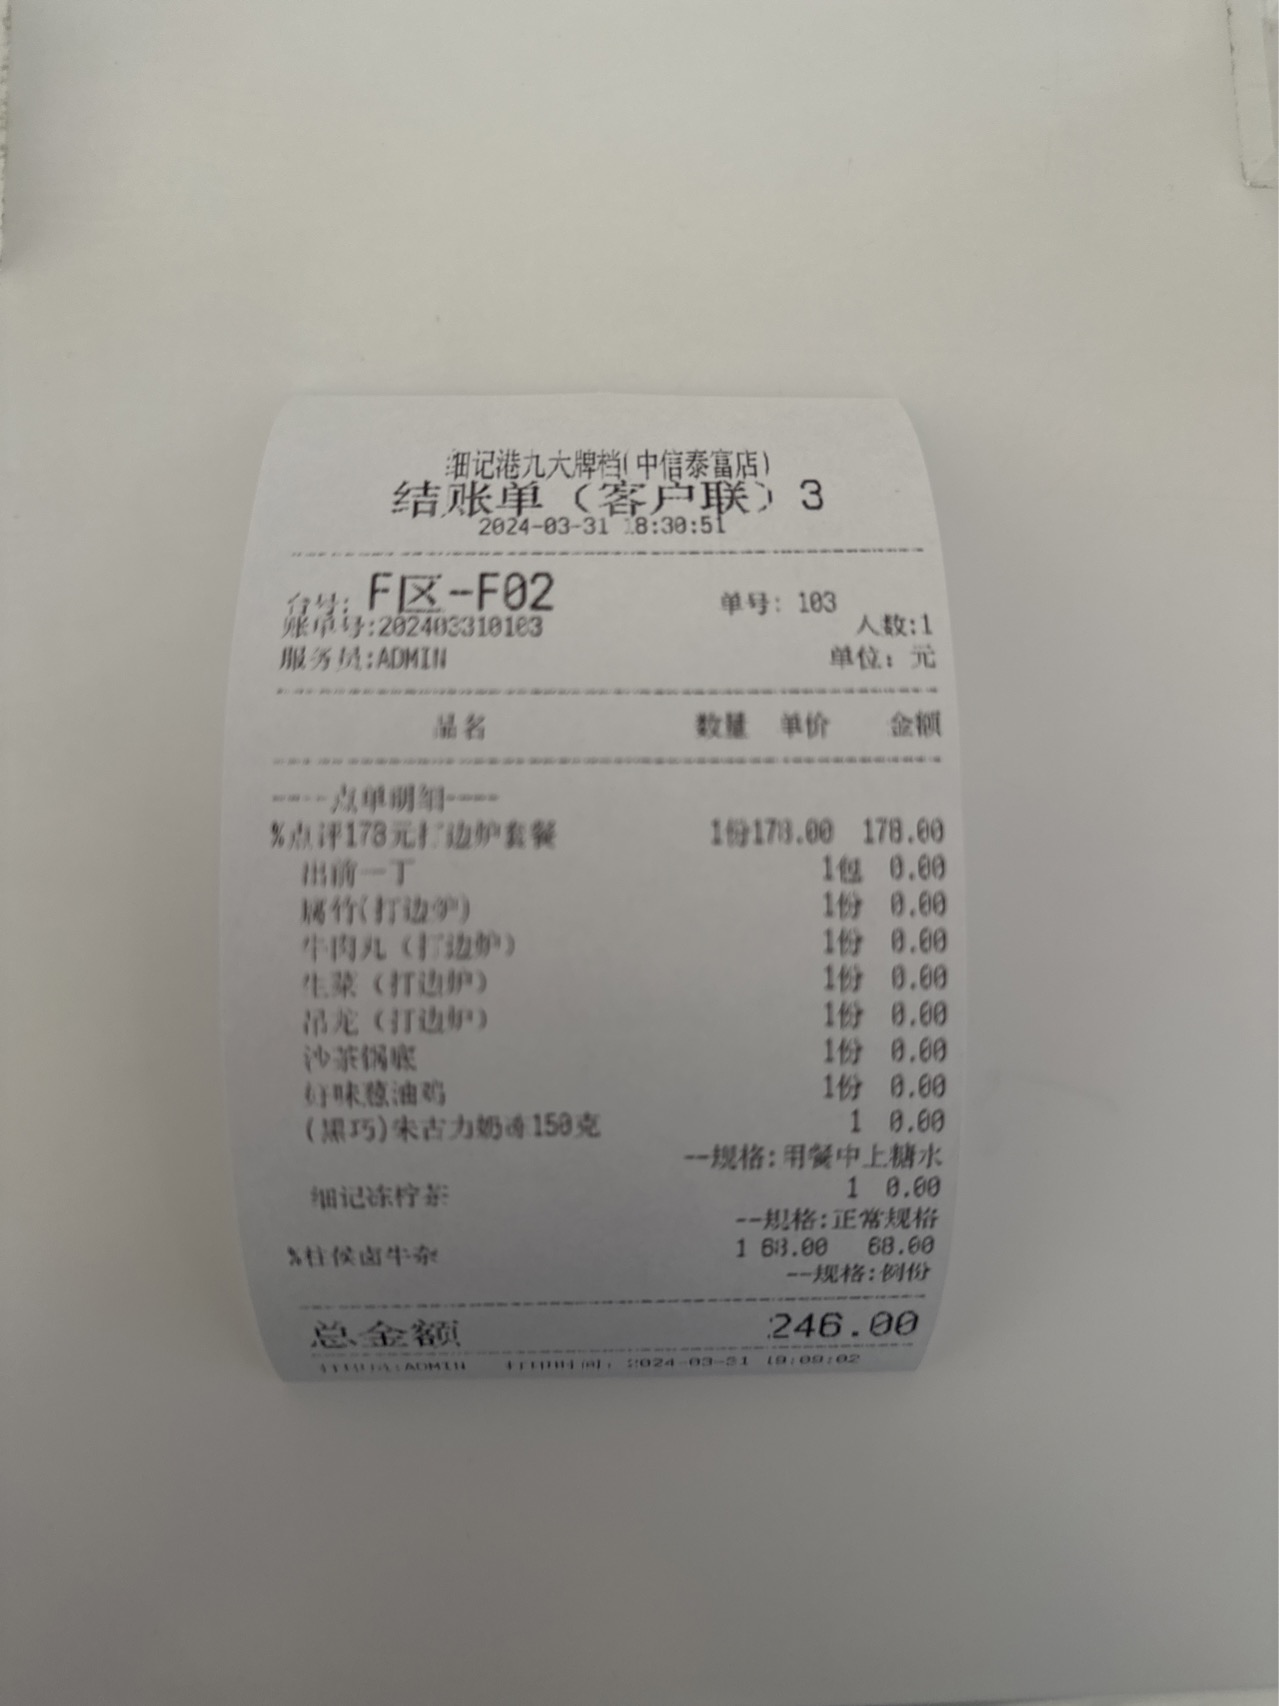 细记港九大牌档(中信泰富店)
结账单（客户联）3
2024-03-31 18:30:51
台号: F区-F02 单号: 103
账单号:202403310103 人数:1
服务员:ADMIN 单位: 元
品名 数量 单价 金额
----点单明细----
%点评178元打边炉套餐 1份178.00 178.00
出前一丁 1包 0.00
腐竹(打边炉) 1份 0.00
牛肉丸（打边炉） 1份 0.00
生菜（打边炉） 1份 0.00
吊龙（打边炉） 1份 0.00
沙茶锅底 1份 0.00
好味葱油鸡 1份 0.00
(黑巧)朱古力奶冻150克 1 0.00
--规格:用餐中上糖水
细记冻柠茶 1 0.00
--规格:正常规格
%柱侯卤牛杂 1 68.00 68.00
--规格:例份
总金额 246.00
:ADMIN 打印时间: 2024-03-31 19:09:02